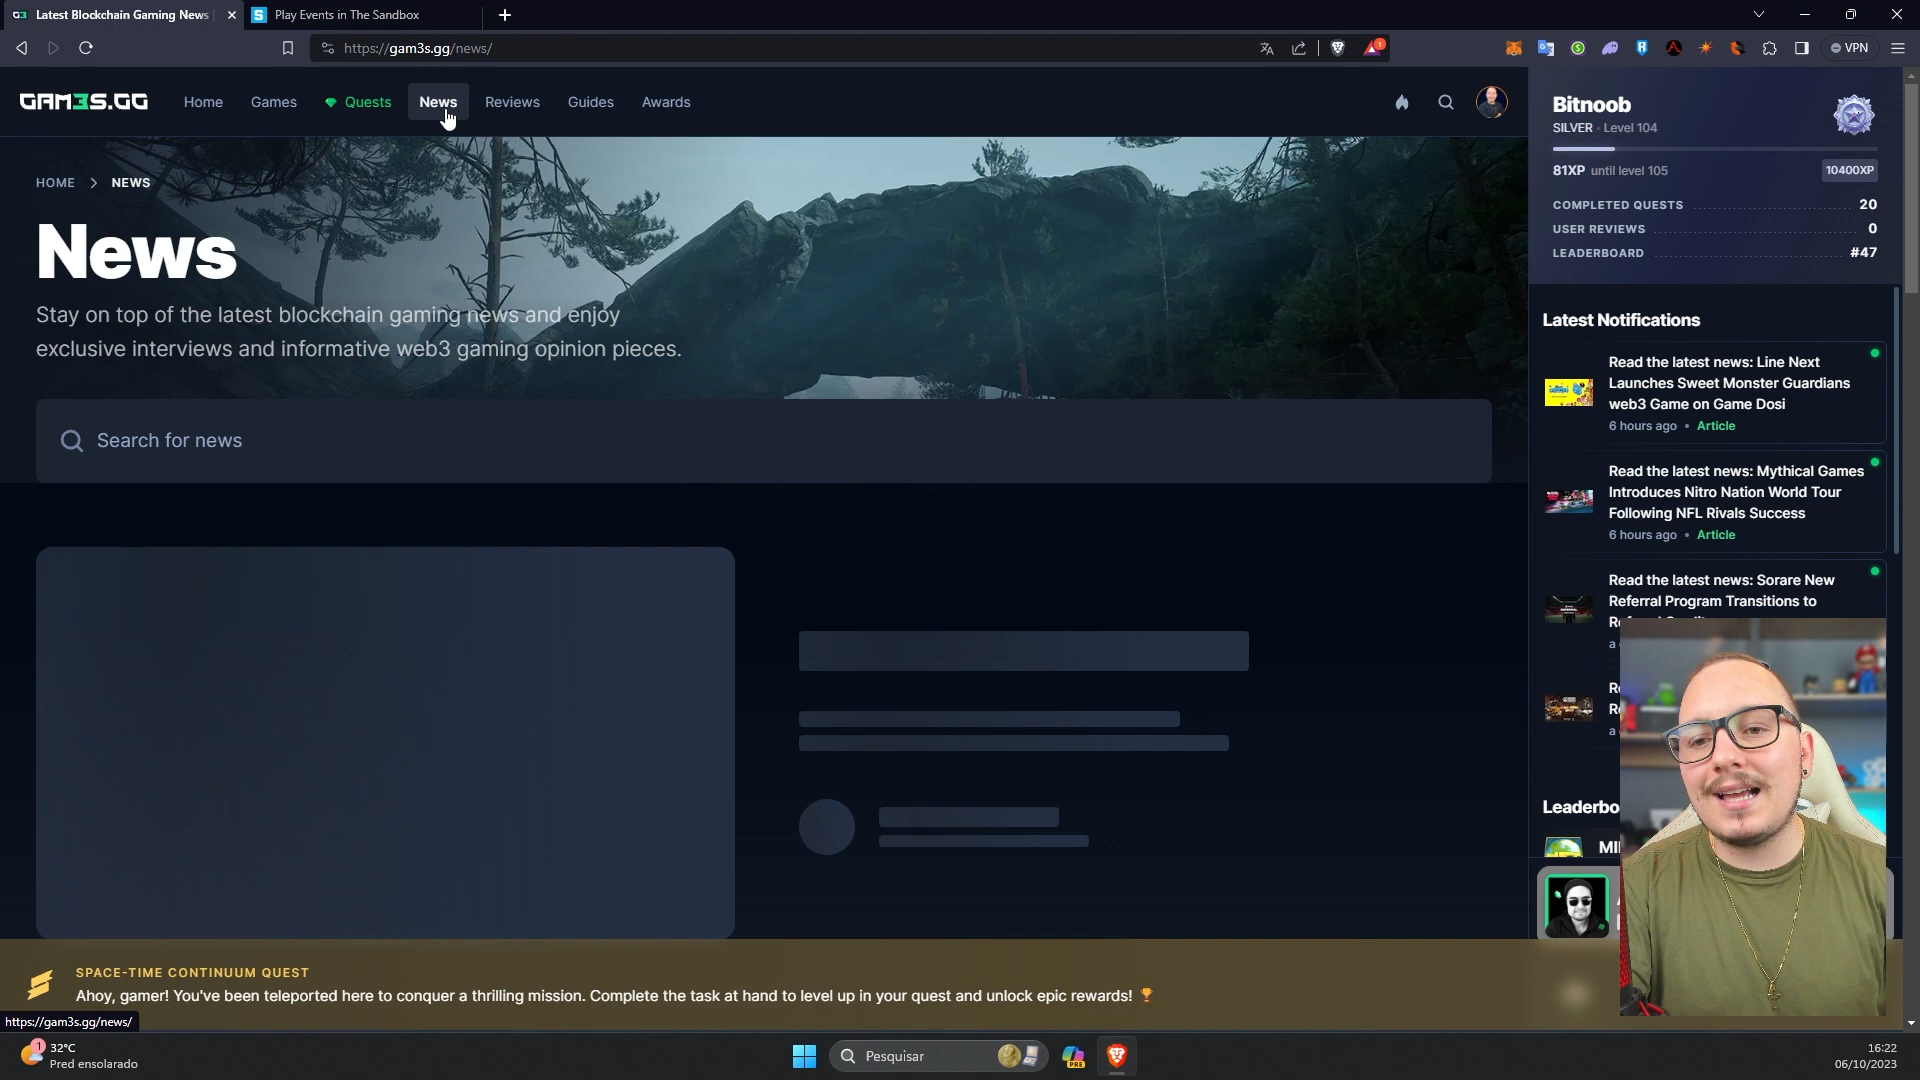 Latest Blockchain Gaming News |
Play Events in The Sandbox
https://gam3s.gg/news/
1
VPN
GAM3S.GG
Home
Games
Quests
News
Reviews
Guides
Awards
HOME > NEWS
News
Stay on top of the latest blockchain gaming news and enjoy
exclusive interviews and informative web3 gaming opinion pieces.
Search for news
Bitnoob
SILVER · Level 104
81XP until level 105
10400XP
COMPLETED QUESTS 20
USER REVIEWS 0
LEADERBOARD #47
Latest Notifications
Read the latest news: Line Next
Launches Sweet Monster Guardians
web3 Game on Game Dosi
6 hours ago • Article
Read the latest news: Mythical Games
Introduces Nitro Nation World Tour
Following NFL Rivals Success
6 hours ago • Article
Read the latest news: Sorare New
Referral Program Transitions to
SPACE-TIME CONTINUUM QUEST
Ahoy, gamer! You've been teleported here to conquer a thrilling mission. Complete the task at hand to level up in your quest and unlock epic rewards! 🏆
https://gam3s.gg/news/
1
32°C
Pred ensolarado
Pesquisar
PRE
16:22
06/10/2023